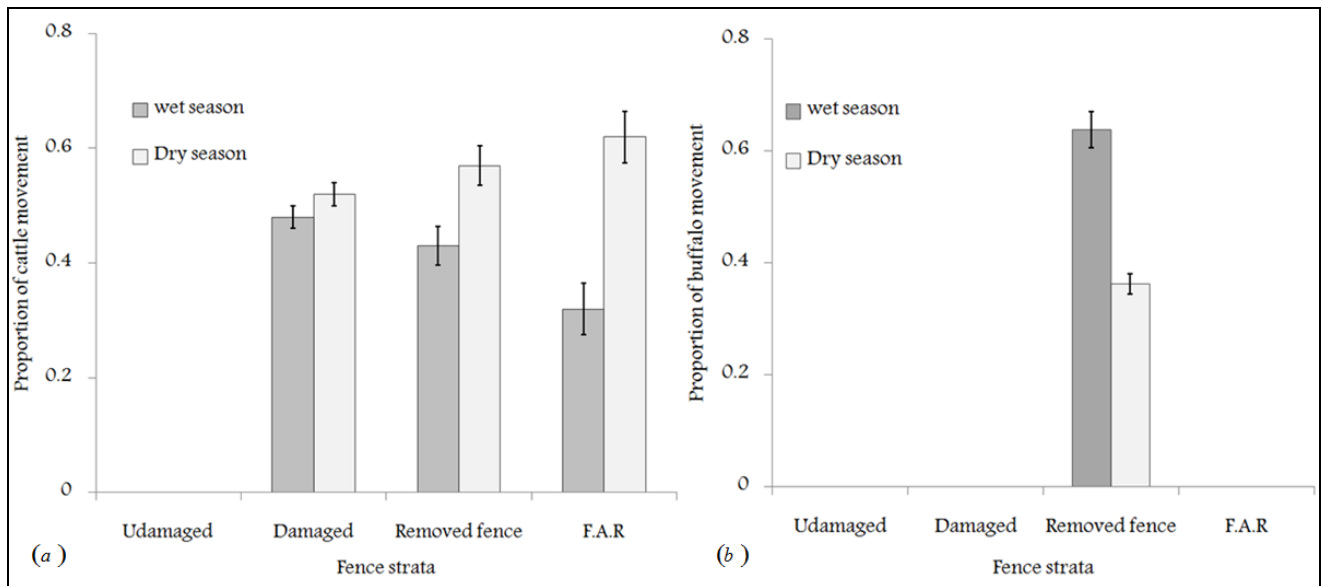 Proportion of cattle movement
0.8
0.6
0.4
0.2
0
wet season
Dry season
Udamaged
Damaged
Removed fence
F.A.R
Fence strata
(a)
Proportion of buffalo movement
0.8
0.6
0.4
0.2
0
wet season
Dry season
Udamaged
Damaged
Removed fence
F.A.R
Fence strata
(b)